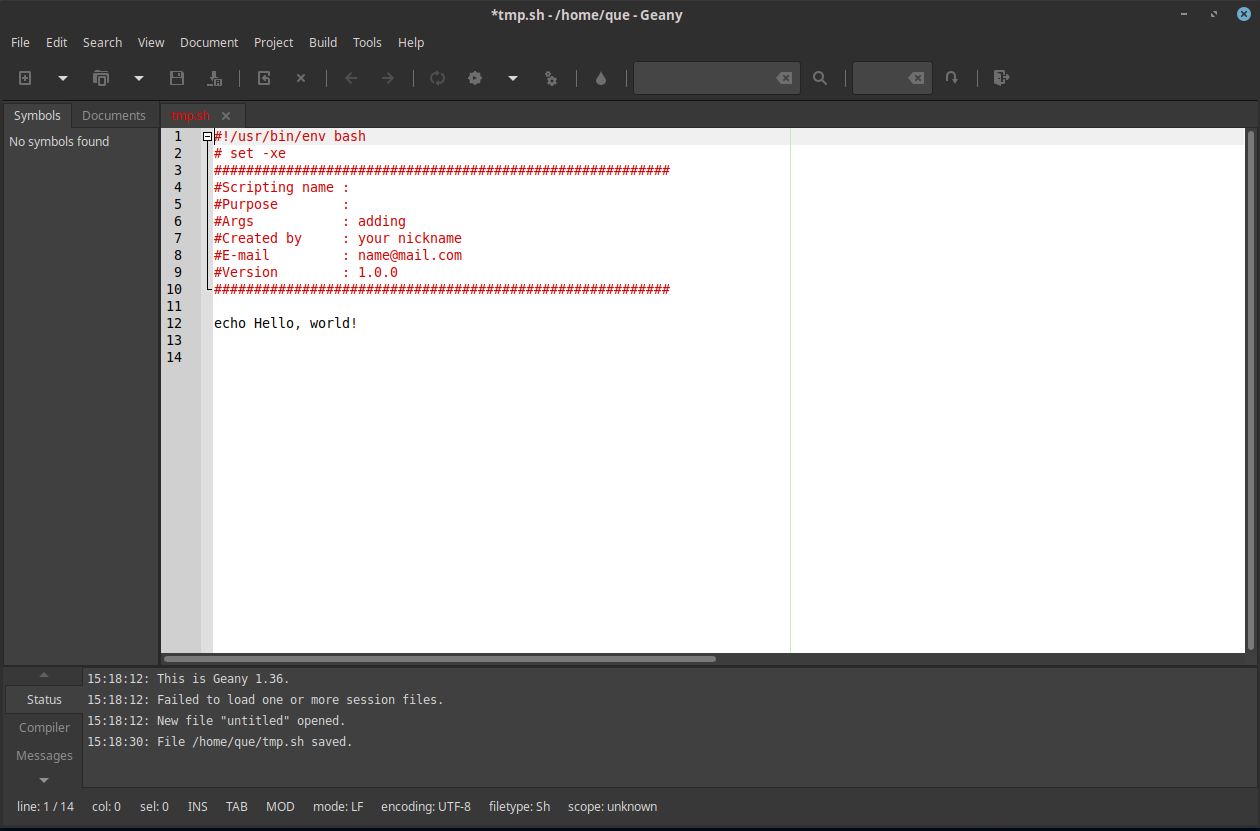 *tmp.sh - /home/que - Geany
File Edit Search View Document Project Build Tools Help
Symbols Documents tmp.sh
No symbols found
1 #!/usr/bin/env bash
2 # set -xe
3 #########################################################
4 #Scripting name :
5 #Purpose        :
6 #Args           : adding
7 #Created by     : your nickname
8 #E-mail         : name@mail.com
9 #Version        : 1.0.0
10 #########################################################
11
12 echo Hello, world!
13
14
Status
Compiler
Messages
15:18:12: This is Geany 1.36.
15:18:12: Failed to load one or more session files.
15:18:12: New file "untitled" opened.
15:18:30: File /home/que/tmp.sh saved.
line: 1 / 14 col: 0 sel: 0 INS TAB MOD mode: LF encoding: UTF-8 filetype: Sh scope: unknown